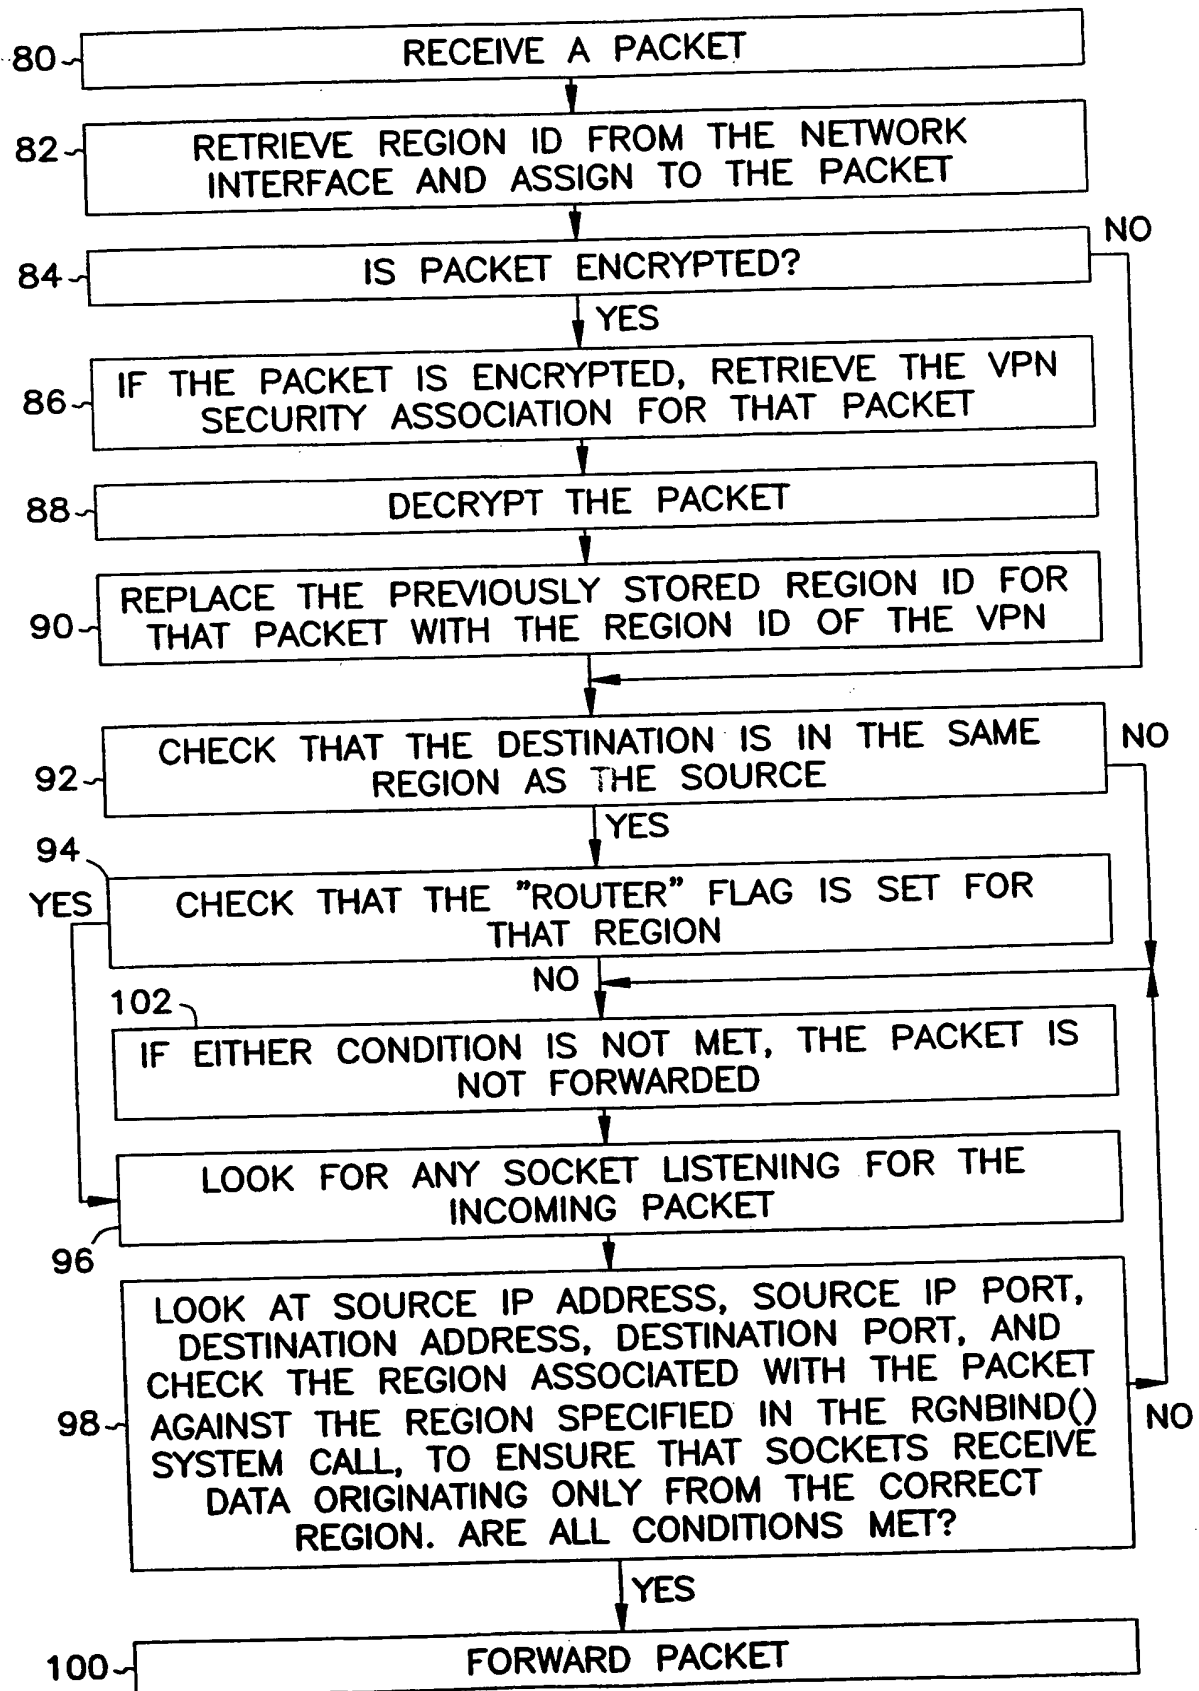 80
RECEIVE A PACKET
82
RETRIEVE REGION ID FROM THE NETWORK
INTERFACE AND ASSIGN TO THE PACKET
NO
84
IS PACKET ENCRYPTED?
YES
86
IF THE PACKET IS ENCRYPTED, RETRIEVE THE VPN
SECURITY ASSOCIATION FOR THAT PACKET
88
DECRYPT THE PACKET
90
REPLACE THE PREVIOUSLY STORED REGION ID FOR
THAT PACKET WITH THE REGION ID OF THE VPN
92
CHECK THAT THE DESTINATION IS IN THE SAME
REGION AS THE SOURCE
NO
YES
94
YES
CHECK THAT THE "ROUTER" FLAG IS SET FOR
THAT REGION
NO
102
IF EITHER CONDITION IS NOT MET, THE PACKET IS
NOT FORWARDED
LOOK FOR ANY SOCKET LISTENING FOR THE
INCOMING PACKET
96
LOOK AT SOURCE IP ADDRESS, SOURCE IP PORT,
DESTINATION ADDRESS, DESTINATION PORT, AND
CHECK THE REGION ASSOCIATED WITH THE PACKET
98
AGAINST THE REGION SPECIFIED IN THE RGNBIND()
SYSTEM CALL, TO ENSURE THAT SOCKETS RECEIVE
DATA ORIGINATING ONLY FROM THE CORRECT
REGION. ARE ALL CONDITIONS MET?
NO
YES
100
FORWARD PACKET